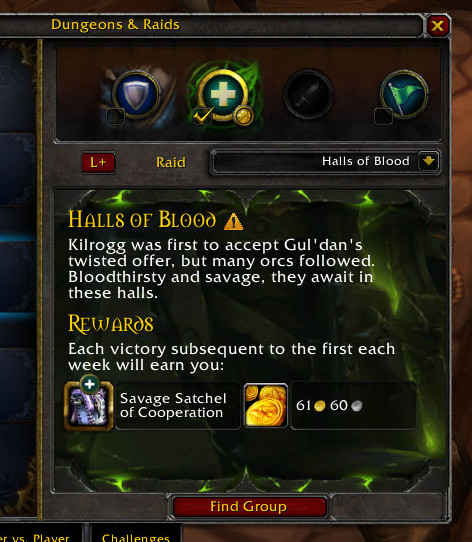 Dungeons & Raids
L+
Raid
Halls of Blood
Halls of Blood
Kilrogg was first to accept Gul'dan's
twisted offer, but many orcs followed.
Bloodthirsty and savage, they await in
these halls.
Rewards
Each victory subsequent to the first each
week will earn you:
Savage Satchel
of Cooperation
61 60
Find Group
er vs. Player
Challenges